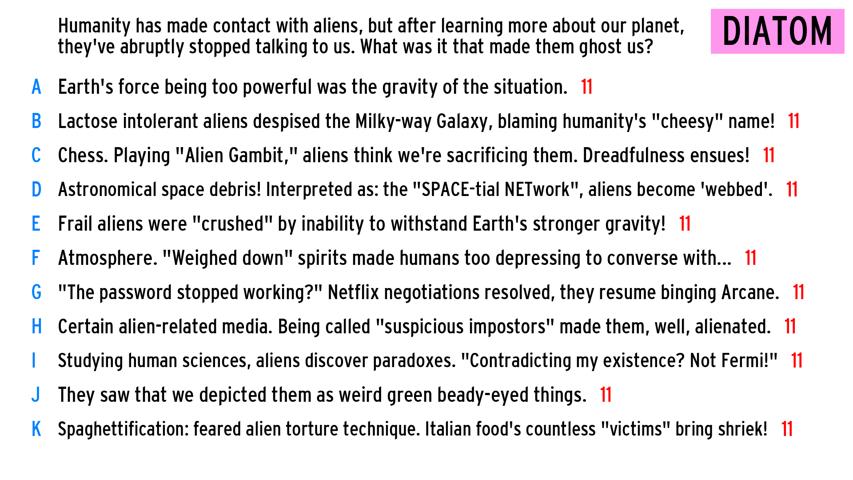 Humanity has made contact with aliens, but after learning more about our planet,
they've abruptly stopped talking to us. What was it that made them ghost us?
DIATOM
A Earth's force being too powerful was the gravity of the situation. 11
B Lactose intolerant aliens despised the Milky-way Galaxy, blaming humanity's "cheesy" name! 11
C Chess. Playing "Alien Gambit," aliens think we're sacrificing them. Dreadfulness ensues! 11
D Astronomical space debris! Interpreted as: the "SPACE-tial NETwork", aliens become 'webbed'. 11
E Frail aliens were "crushed" by inability to withstand Earth's stronger gravity! 11
F Atmosphere. "Weighed down" spirits made humans too depressing to converse with... 11
G "The password stopped working?" Netflix negotiations resolved, they resume binging Arcane. 11
H Certain alien-related media. Being called "suspicious impostors" made them, well, alienated. 11
I Studying human sciences, aliens discover paradoxes. "Contradicting my existence? Not Fermi!" 11
J They saw that we depicted them as weird green beady-eyed things. 11
K Spaghettification: feared alien torture technique. Italian food's countless "victims" bring shriek! 11